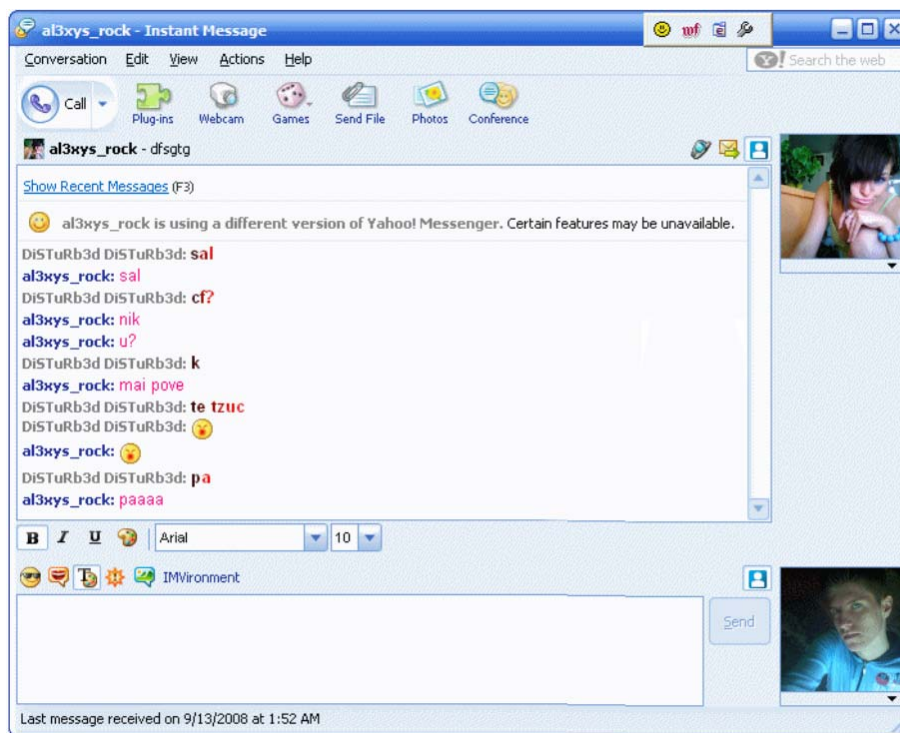 al3xys_rock - Instant Message
Conversation Edit View Actions Help
Y! Search the web
Call
Plug-ins Webcam Games Send File Photos Conference
al3xys_rock - dfsgtg
Show Recent Messages (F3)
al3xys_rock is using a different version of Yahoo! Messenger. Certain features may be unavailable.
DiSTuRb3d DiSTuRb3d: sal
al3xys_rock: sal
DiSTuRb3d DiSTuRb3d: cf?
al3xys_rock: nik
al3xys_rock: u?
DiSTuRb3d DiSTuRb3d: k
al3xys_rock: mai pove
DiSTuRb3d DiSTuRb3d: te tzuc
DiSTuRb3d DiSTuRb3d:
al3xys_rock:
DiSTuRb3d DiSTuRb3d: pa
al3xys_rock: paaaa
B I U Arial 10
IMVironment
Send
Last message received on 9/13/2008 at 1:52 AM